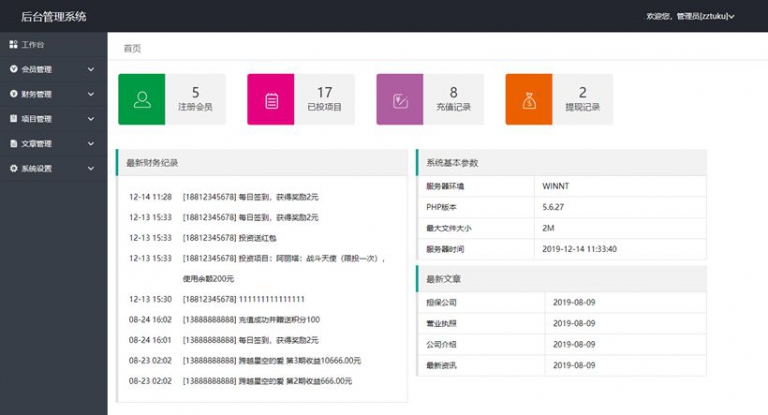 后台管理系统
欢迎您，管理员[zztuku]
工作台
会员管理
财务管理
项目管理
文章管理
系统设置
首页
5
注册会员
17
已投项目
8
充值记录
2
提现记录
最新财务纪录
12-14 11:28 [18812345678] 每日签到，获得奖励2元
12-13 15:33 [18812345678] 每日签到，获得奖励2元
12-13 15:33 [18812345678] 投资送红包
12-13 15:33 [18812345678] 投资项目：阿丽塔：战斗天使（限投一次），
使用余额200元
12-13 15:30 [18812345678] 111111111111111
08-24 16:02 [13888888888] 充值成功并赠送积分100
08-24 16:01 [13888888888] 每日签到，获得奖励2元
08-23 02:02 [13888888888] 跨越星空的爱 第3期收益10666.00元
08-23 02:02 [13888888888] 跨越星空的爱 第2期收益666.00元
系统基本参数
服务器环境 WINNT
PHP版本 5.6.27
最大文件大小 2M
服务器时间 2019-12-14 11:33:40
最新文章
担保公司 2019-08-09
营业执照 2019-08-09
公司介绍 2019-08-09
最新资讯 2019-08-09